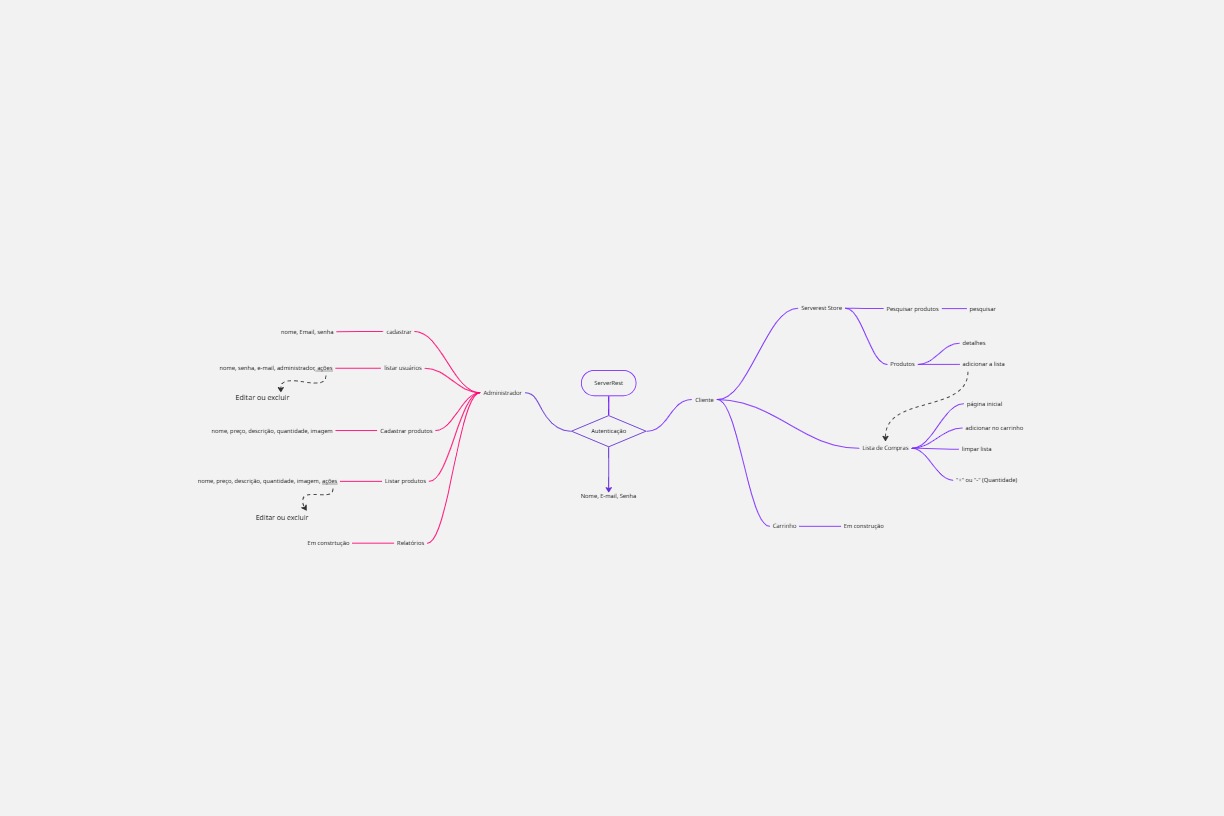 ServerRest
Autenticação
Nome, E-mail, Senha
Administrador
cadastrar
nome, Email, senha
listar usuários
nome, senha, e-mail, administrador, ações
Editar ou excluir
Cadastrar produtos
nome, preço, descrição, quantidade, imagem
Listar produtos
nome, preço, descrição, quantidade, imagem, ações
Editar ou excluir
Relatórios
Em constrtução
Cliente
Serverest Store
Pesquisar produtos
pesquisar
Produtos
detalhes
adicionar a lista
Lista de Compras
página inicial
adicionar no carrinho
limpar lista
"+" ou "-" (Quantidade)
Carrinho
Em construção